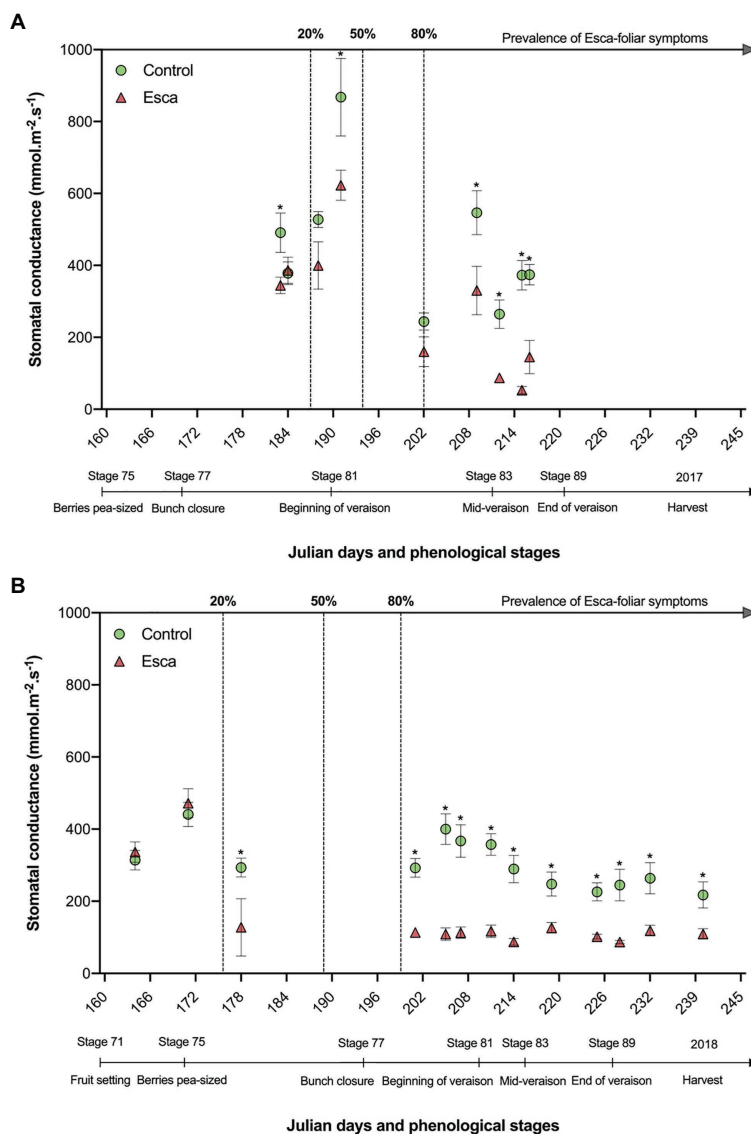 A
20% 50% 80% Prevalence of Esca-foliar symptoms
1000
800
600
400
200
0
Stomatal conductance (mmol.m-2.s-1)
Control
Esca
*
*
*
*
* *
160 166 172 178 184 190 196 202 208 214 220 226 232 239 245
Stage 75 Stage 77 Stage 81 Stage 83 Stage 89 2017
Berries pea-sized Bunch closure Beginning of veraison Mid-veraison End of veraison Harvest
Julian days and phenological stages
B
20% 50% 80% Prevalence of Esca-foliar symptoms
1000
800
600
400
200
0
Stomatal conductance (mmol.m-2.s-1)
Control
Esca
* * * * * * * * * * *
160 166 172 178 184 190 196 202 208 214 220 226 232 239 245
Stage 71 Stage 75 Stage 77 Stage 81 Stage 83 Stage 89 2018
Fruit setting Berries pea-sized Bunch closure Beginning of veraison Mid-veraison End of veraison Harvest
Julian days and phenological stages